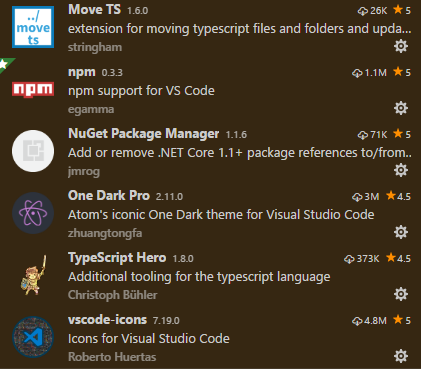 ../
move
ts
Move TS 1.6.0 26K 5
extension for moving typescript files and folders and upda...
stringham
npm
npm 0.3.3 1.1M 5
npm support for VS Code
egamma
NuGet Package Manager 1.1.6 71K 5
Add or remove .NET Core 1.1+ package references to/from...
jmrog
One Dark Pro 2.11.0 3M 4.5
Atom's iconic One Dark theme for Visual Studio Code
zhuangtongfa
TypeScript Hero 1.8.0 373K 4.5
Additional tooling for the typescript language
Christoph Bühler
vscode-icons 7.19.0 4.8M 5
Icons for Visual Studio Code
Roberto Huertas